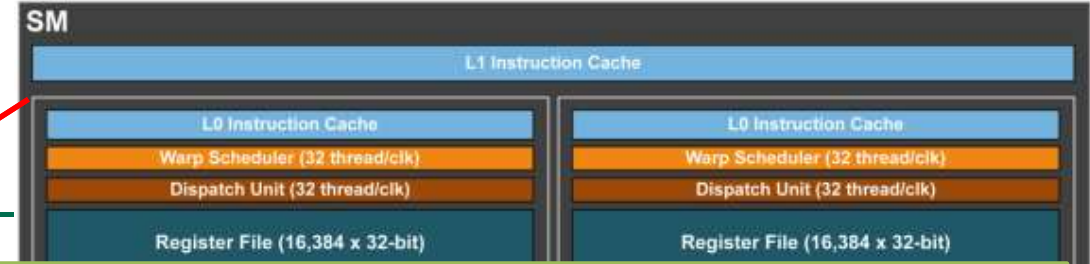 SM
L1 Instruction Cache
L0 Instruction Cache
L0 Instruction Cache
Warp Scheduler (32 thread/clk)
Warp Scheduler (32 thread/clk)
Dispatch Unit (32 thread/clk)
Dispatch Unit (32 thread/clk)
Register File (16,384 x 32-bit)
Register File (16,384 x 32-bit)